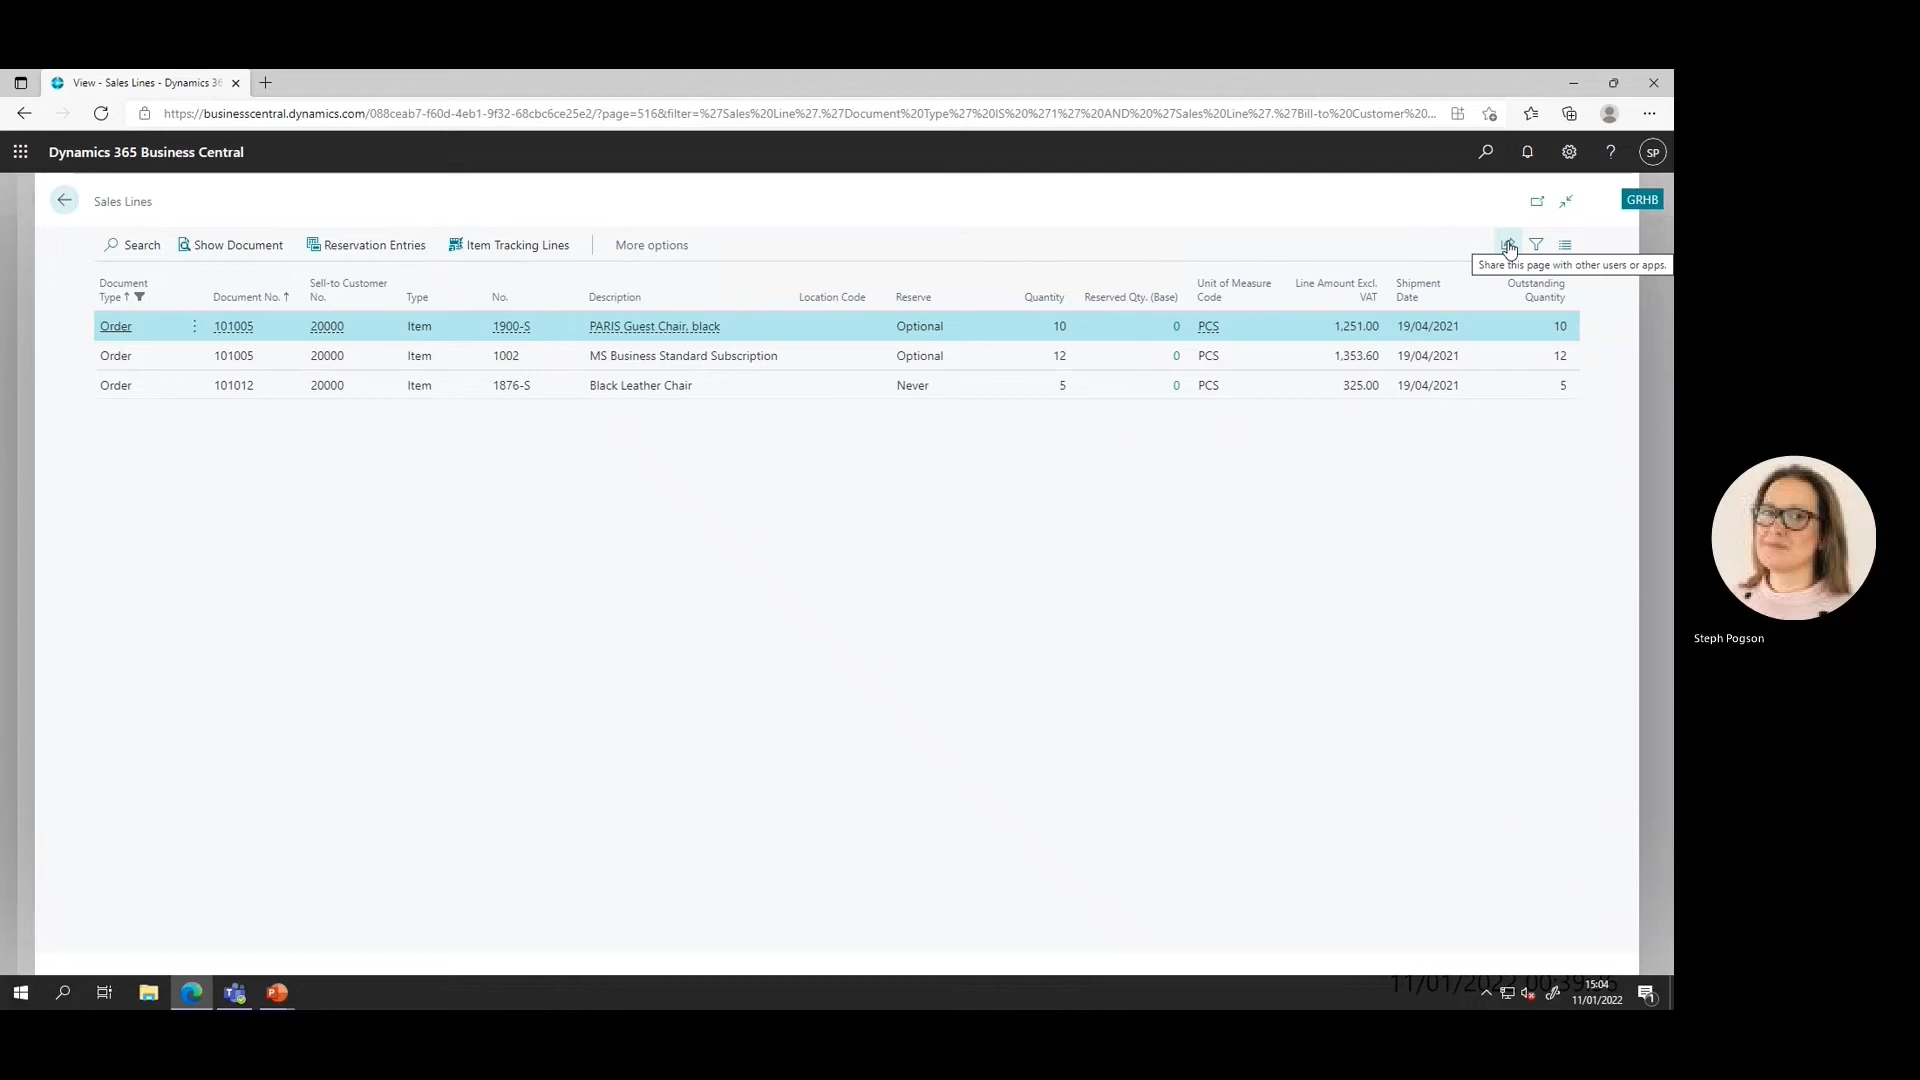 View - Sales Lines - Dynamics 36
https://businesscentral.dynamics.com/088ceab7-f60d-4eb1-9f32-68cbc6ce25e2/?page=516&filter=%27Sales%20Line%27.%27Document%20Type%27%20IS%20%271%27%20AND%20%27Sales%20Line%27.%27Bill-to%20Customer%20...
Dynamics 365 Business Central
SP
Sales Lines
GRHB
Search Show Document Reservation Entries Item Tracking Lines More options
Share this page with other users or apps.
Document Type ↑ Document No. ↑ Sell-to Customer No. Type No. Description Location Code Reserve Quantity Reserved Qty. (Base) Unit of Measure Code Line Amount Excl. VAT Shipment Date Outstanding Quantity
Order 101005 20000 Item 1900-S PARIS Guest Chair, black Optional 10 0 PCS 1,251.00 19/04/2021 10
Order 101005 20000 Item 1002 MS Business Standard Subscription Optional 12 0 PCS 1,353.60 19/04/2021 12
Order 101012 20000 Item 1876-S Black Leather Chair Never 5 0 PCS 325.00 19/04/2021 5
Steph Pogson
15:04
11/01/2022